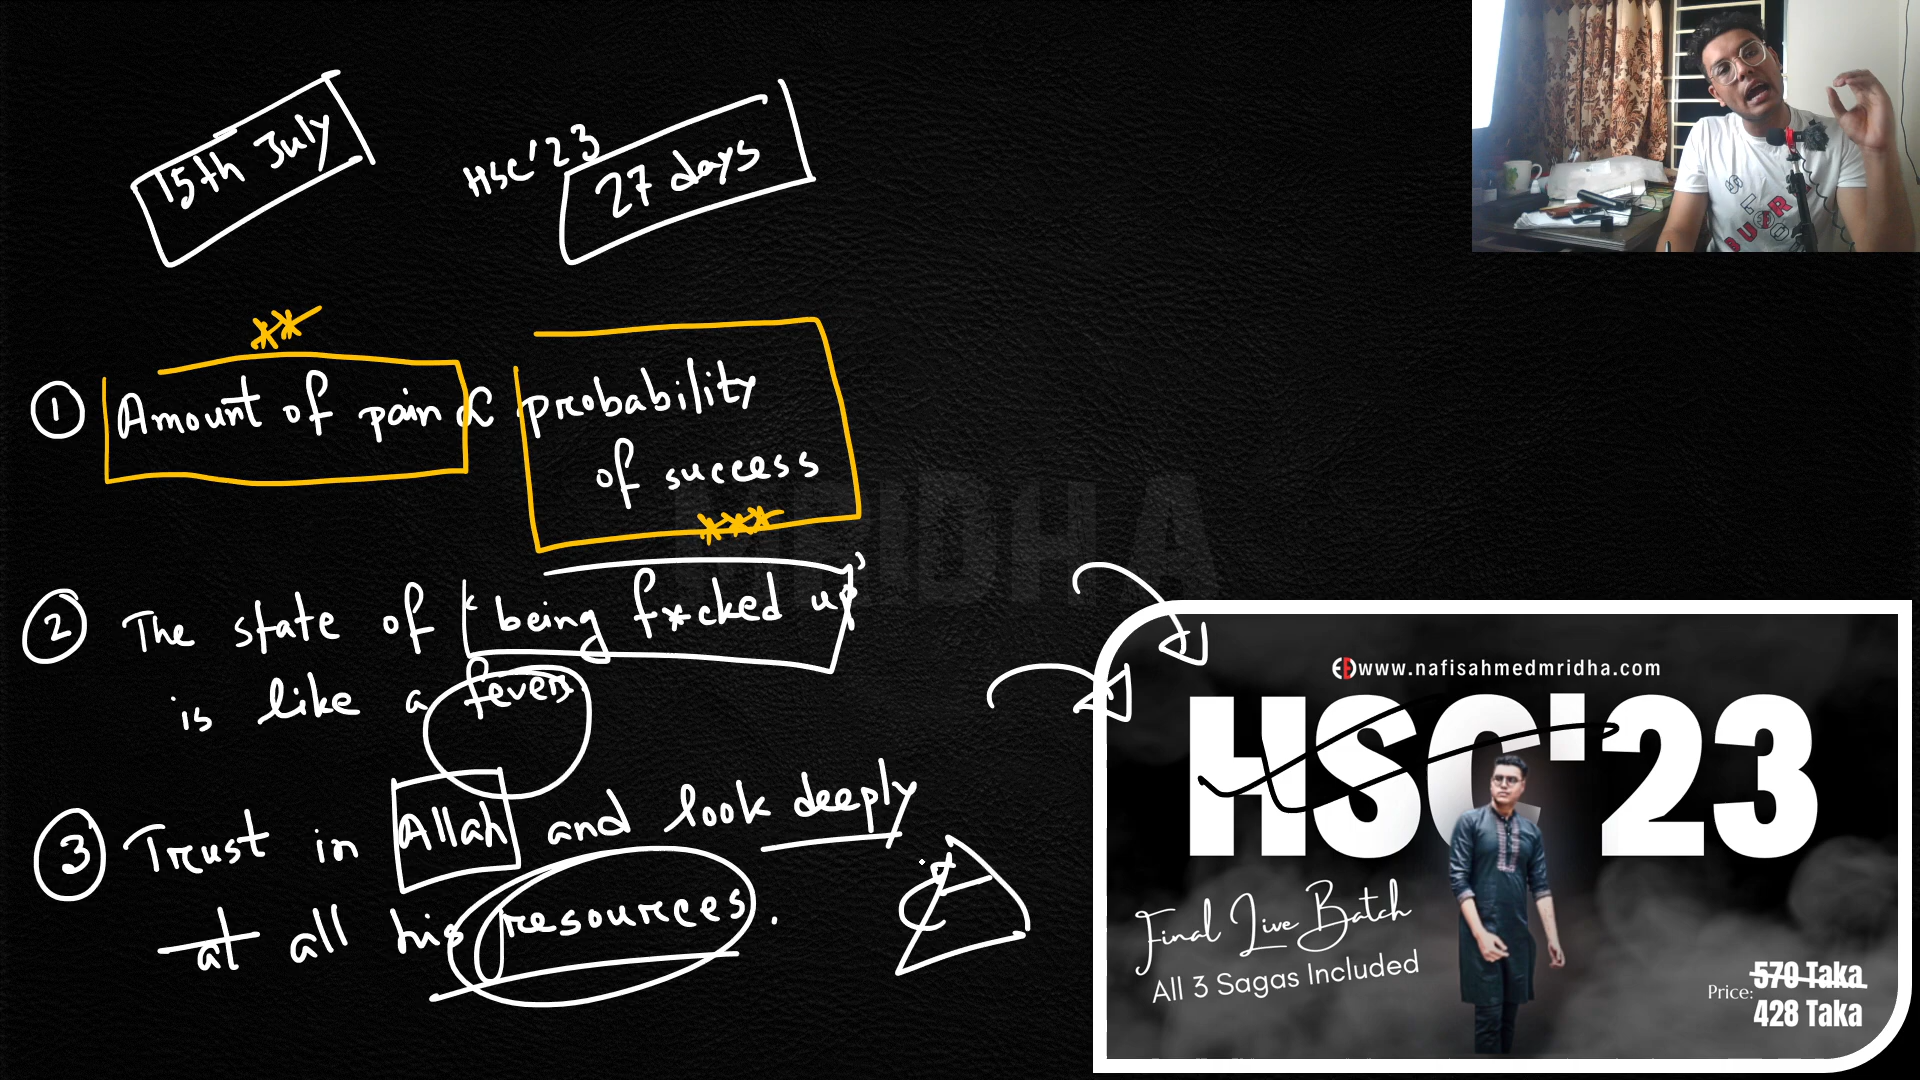 15th July
HSC'23
27 days
① Amount of pain ∝ probability
of success
② The state of 'being f*cked up'
is like a fever.
③ Trust in Allah and look deeply
at all his resources.
MRIDHA
www.nafisahmedmridha.com
HSC'23
Final Live Batch
All 3 Sagas Included
570 Taka
Price:
428 Taka